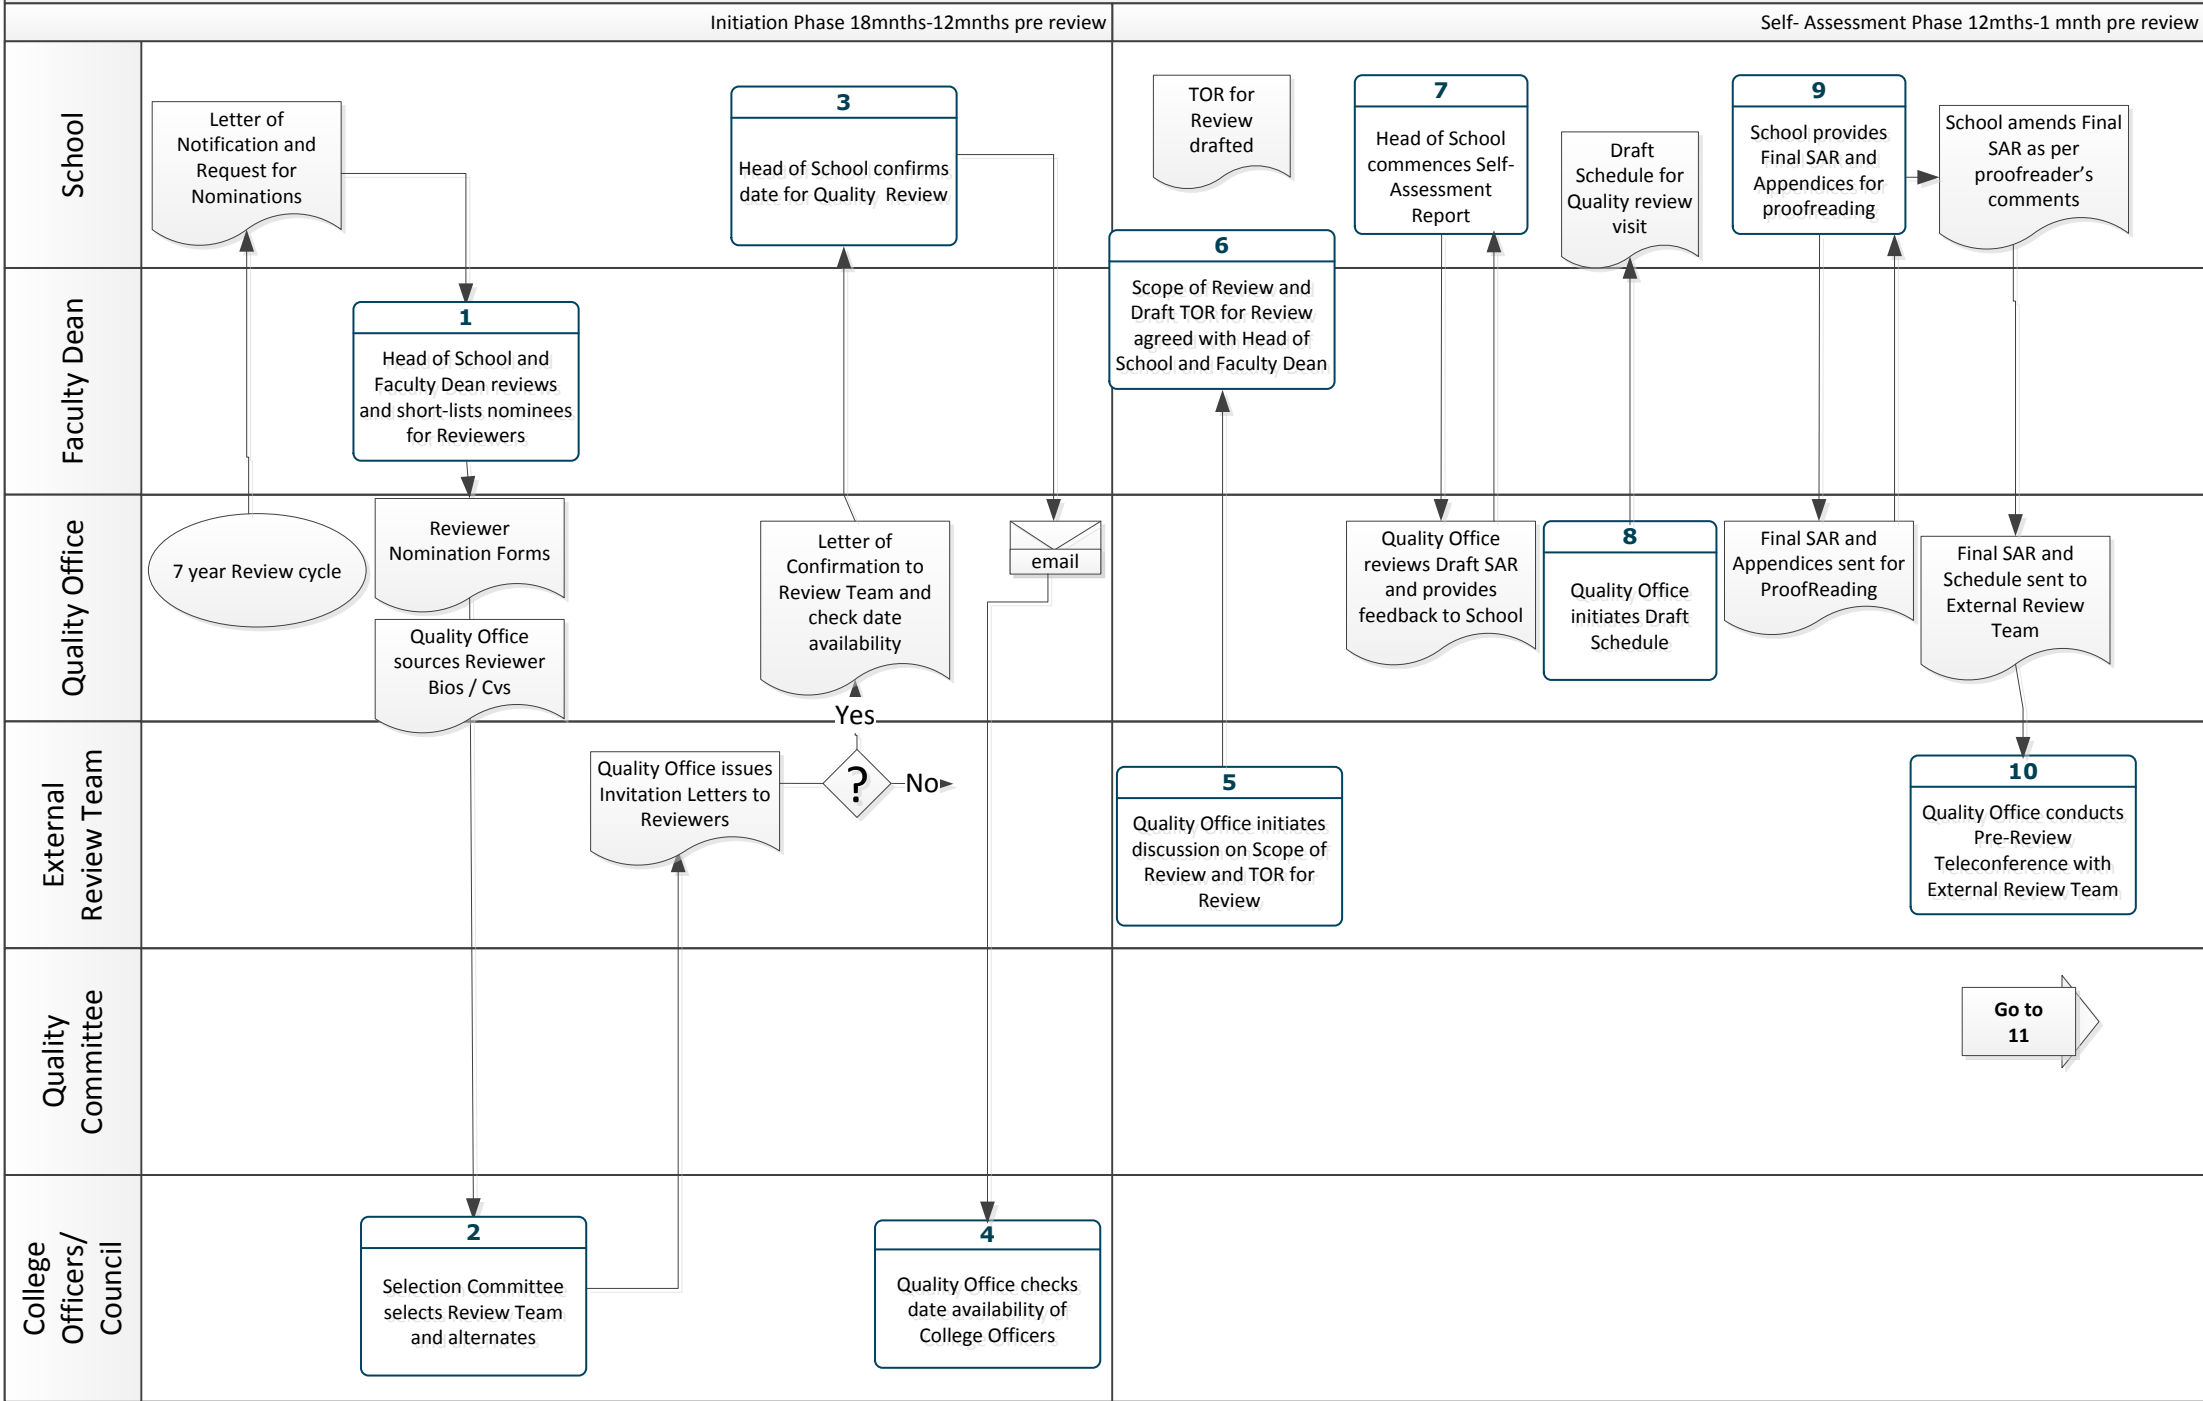 Initiation Phase 18mnths-12mnths pre review
Self- Assessment Phase 12mths-1 mnth pre review
School
Letter of
Notification and
Request for
Nominations
3
Head of School confirms
date for Quality  Review
TOR for
Review
drafted
7
Head of School
commences Self-
Assessment
Report
Draft
Schedule for
Quality review
visit
9
School provides
Final SAR and
Appendices for
proofreading
School amends Final
SAR as per
proofreader’s
comments
Faculty Dean
1
Head of School and
Faculty Dean reviews
and short-lists nominees
for Reviewers
6
Scope of Review and
Draft TOR for Review
agreed with Head of
School and Faculty Dean
Quality Office
7 year Review cycle
Reviewer
Nomination Forms
Quality Office
sources Reviewer
Bios / Cvs
Letter of
Confirmation to
Review Team and
check date
availability
Yes
email
Quality Office
reviews Draft SAR
and provides
feedback to School
8
Quality Office
initiates Draft
Schedule
Final SAR and
Appendices sent for
ProofReading
Final SAR and
Schedule sent to
External Review
Team
External
Review Team
Quality Office issues
Invitation Letters to
Reviewers
?
No
5
Quality Office initiates
discussion on Scope of
Review and TOR for
Review
10
Quality Office conducts
Pre-Review
Teleconference with
External Review Team
Quality
Committee
Go to
11
College
Officers/
Council
2
Selection Committee
selects Review Team
and alternates
4
Quality Office checks
date availability of
College Officers